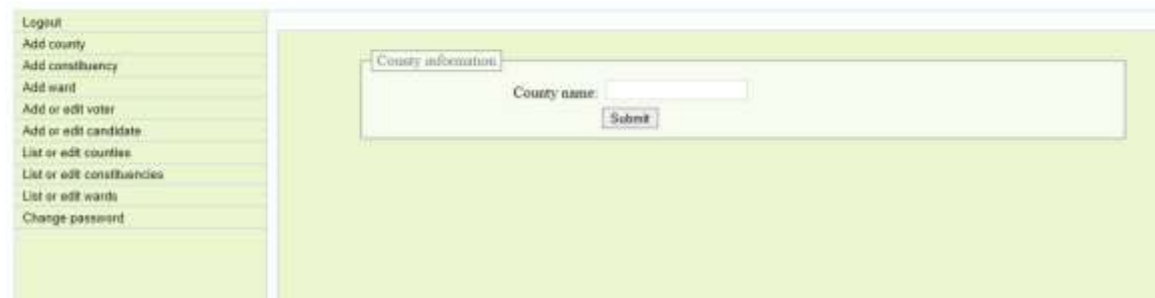 Logout
Add county
Add constituency
Add ward
Add or edit voter
Add or edit candidate
List or edit counties
List or edit constituencies
List or edit wards
Change password
County information
County name:
Submit